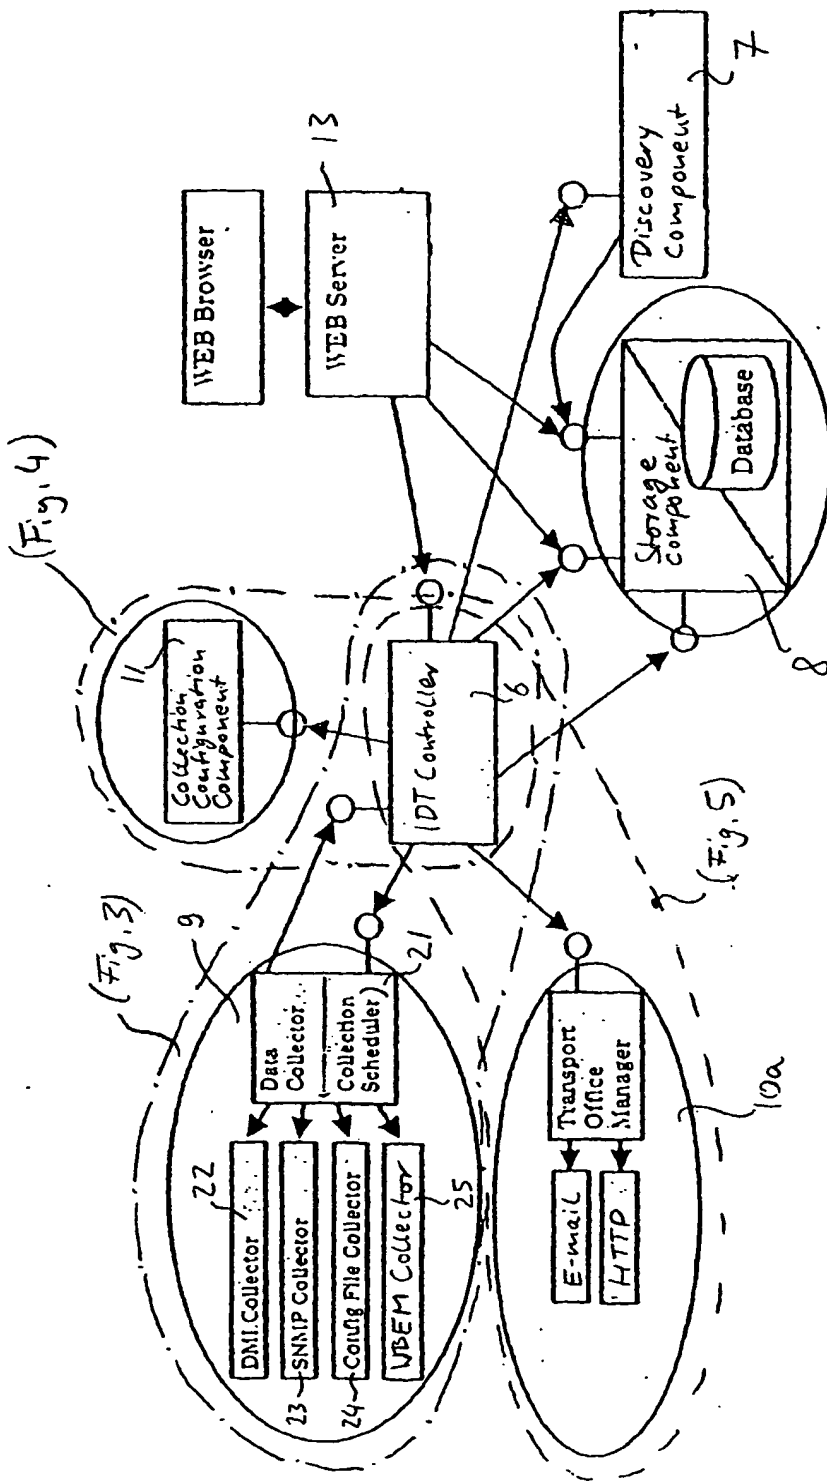 (Fig. 3)
(Fig. 4)
9
22
DMI Collector
23
SNMP Collector
24
Config File Collector
WBEM Collector
25
Data
Collector
Collection
Scheduler
21
Collection
Configuration
Component
11
WEB Browser
WEB Server
13
IDT Controller
6
E-mail
HTTP
Transport
Office
Manager
10a
(Fig. 5)
Storage
Component
Database
8
Discovery
Component
7